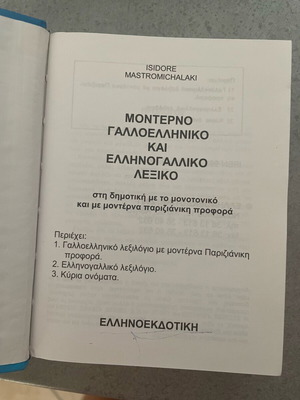 ISIDORE
MASTROMICHALAKI
ΜΟΝΤΕΡΝΟ
ΓΑΛΛΟΕΛΛΗΝΙΚΟ
ΚΑΙ
ΕΛΛΗΝΟΓΑΛΛΙΚΟ
ΛΕΞΙΚΟ
στη δημοτική με το μονοτονικό
και με μοντέρνα παριζιάνικη προφορά
Περιέχει:
1. Γαλλοελληνικό λεξιλόγιο με μοντέρνα Παριζιάνικη
προφορά.
2. Ελληνογαλλικό λεξιλόγιο.
3. Κύρια ονόματα.
ΕΛΛΗΝΟΕΚΔΟΤΙΚΗ